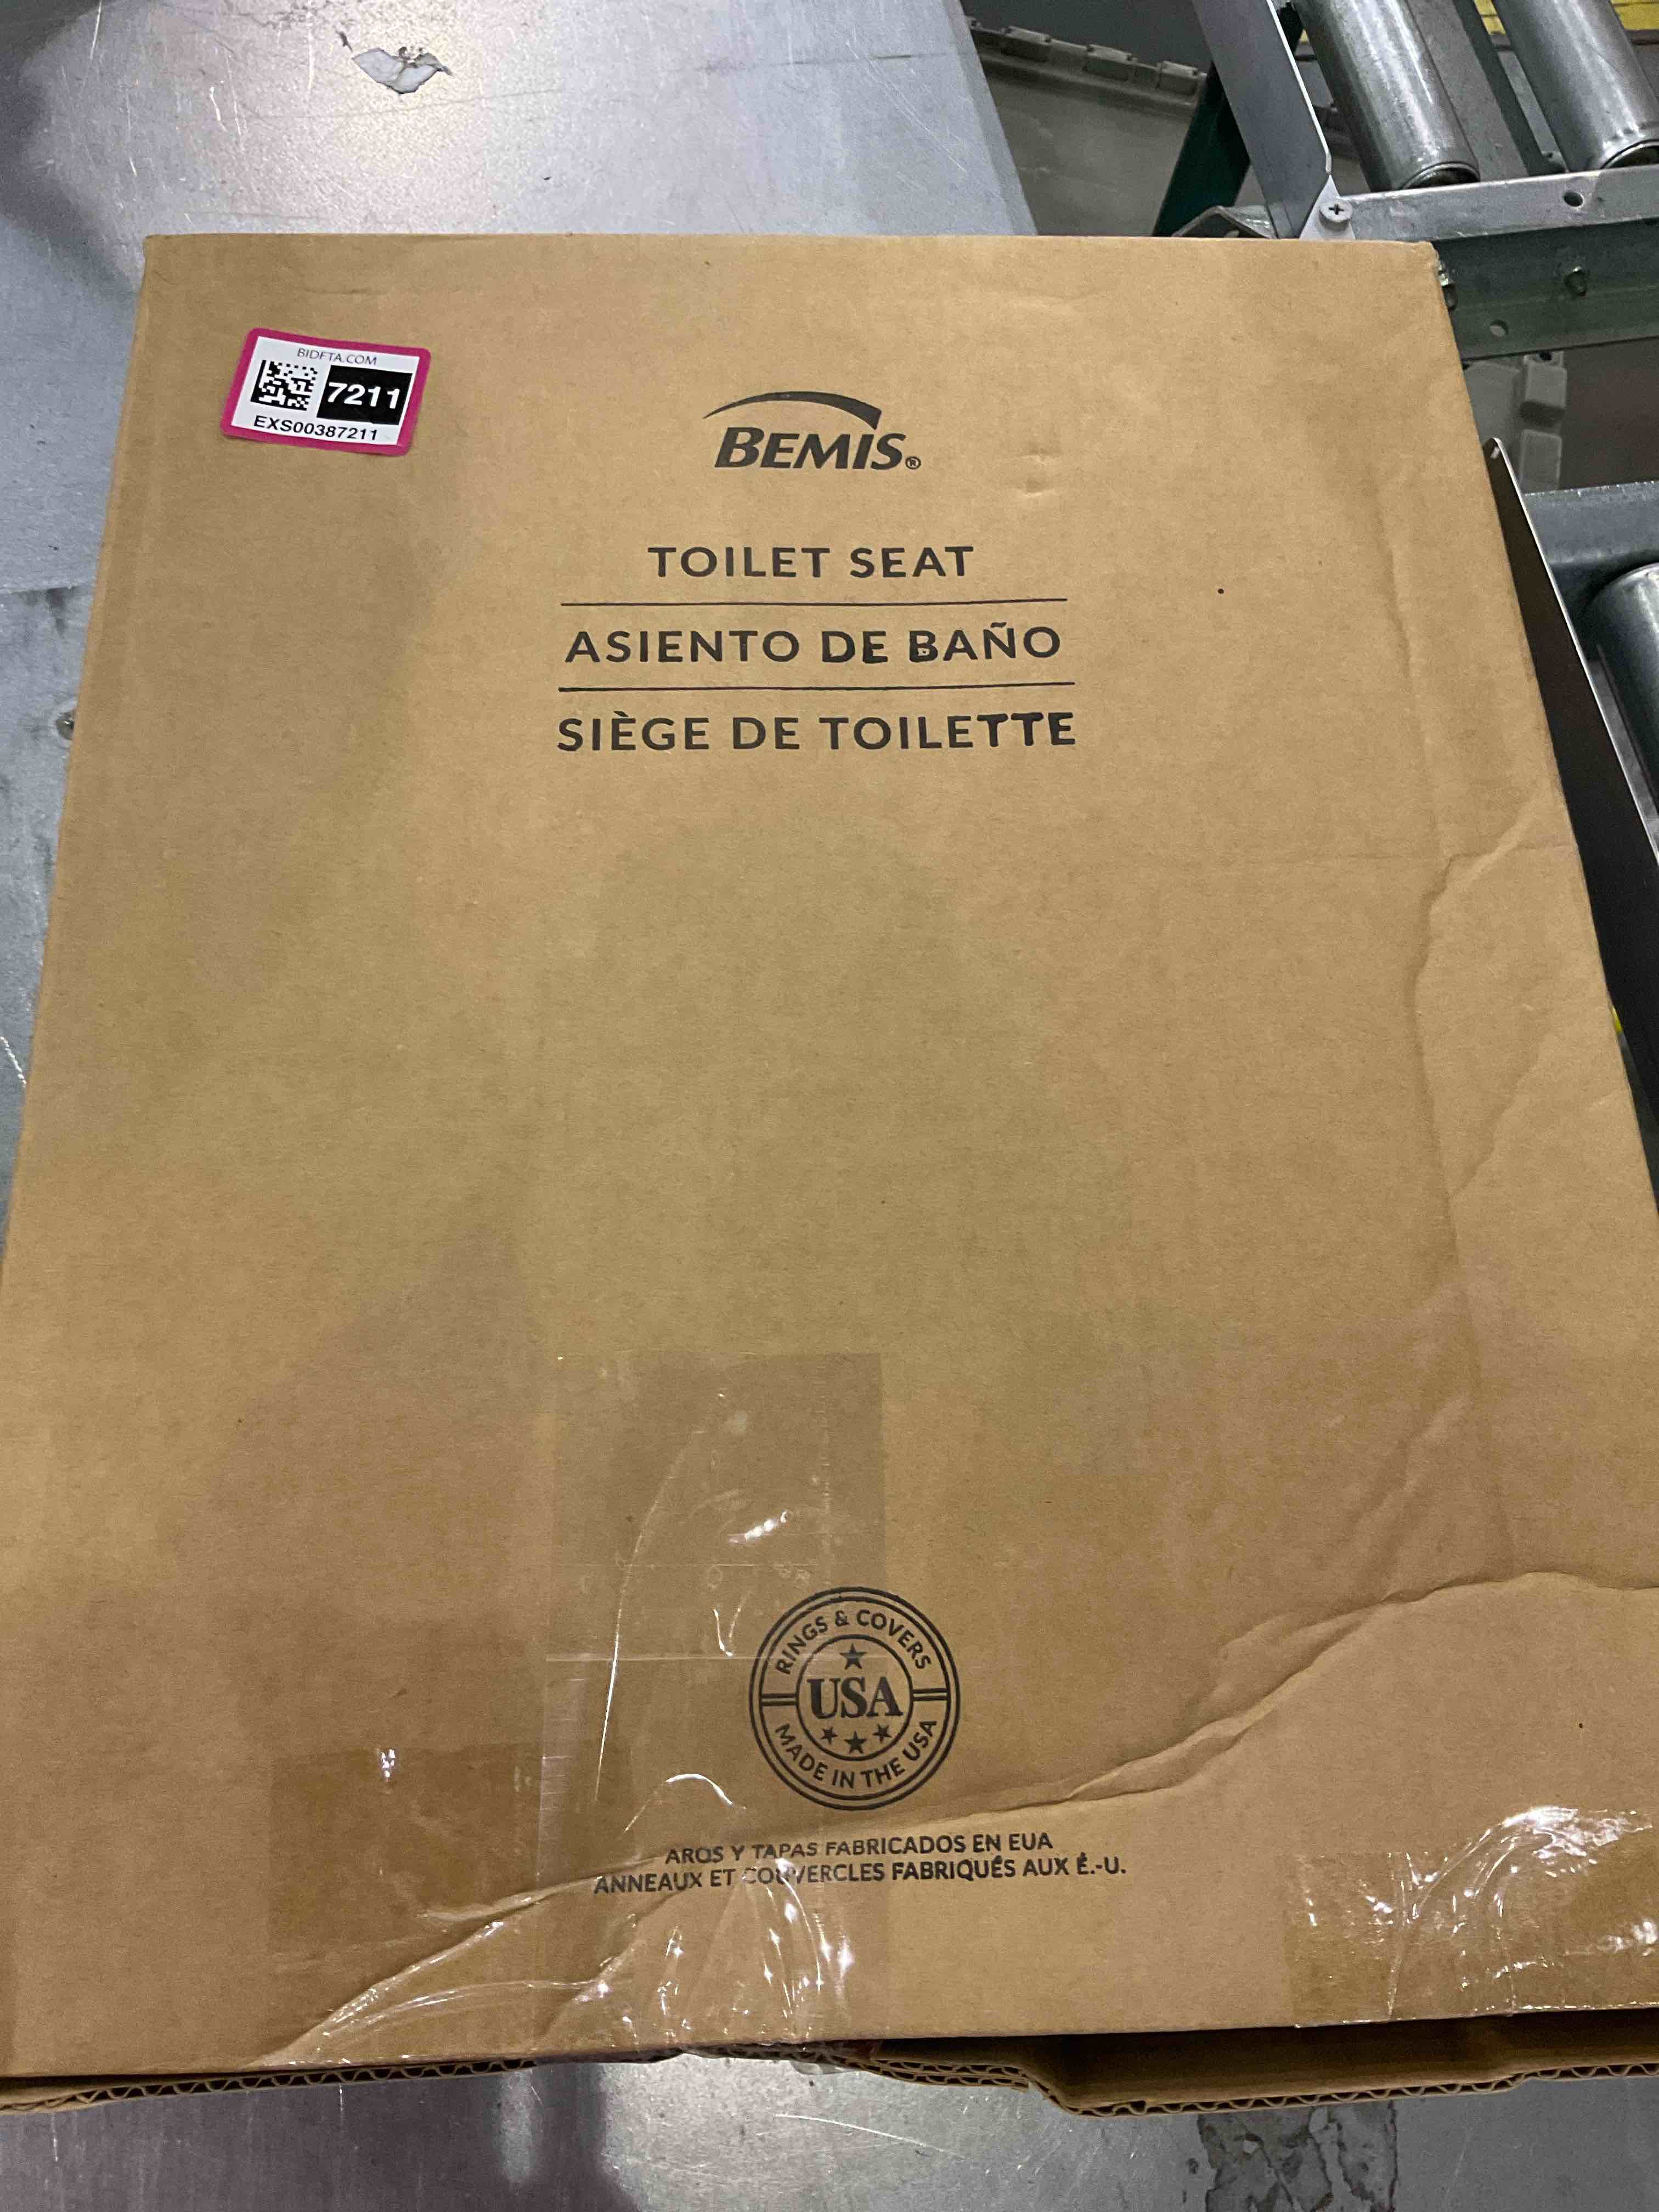 BIDFTA.COM
7211
EXS00387211
BEMIS®
TOILET SEAT
ASIENTO DE BAÑO
SIÈGE DE TOILETTE
RINGS & COVERS
USA
MADE IN THE USA
AROS Y TAPAS FABRICADOS EN EUA
ANNEAUX ET COUVERCLES FABRIQUÉS AUX É.-U.